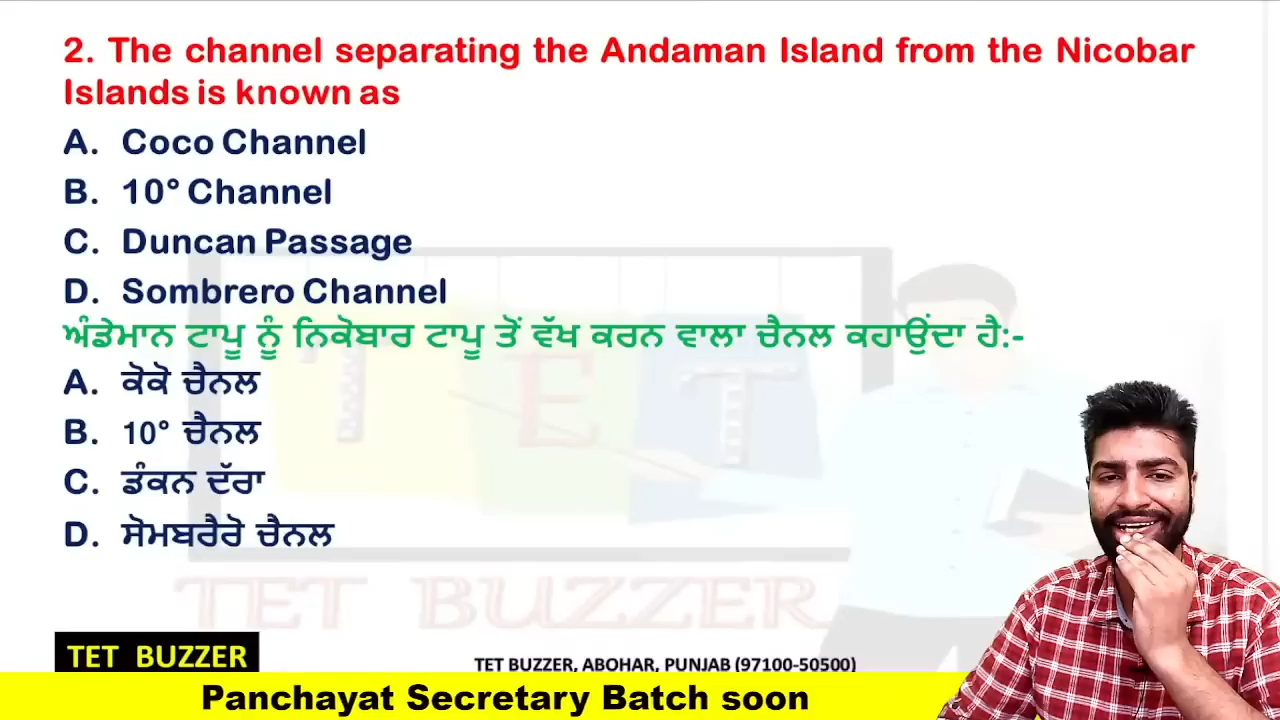 2. The channel separating the Andaman Island from the Nicobar
Islands is known as
A. Coco Channel
B. 10° Channel
C. Duncan Passage
D. Sombrero Channel
ਅੰਡੇਮਾਨ ਟਾਪੂ ਨੂੰ ਨਿਕੋਬਾਰ ਟਾਪੂ ਤੋਂ ਵੱਖ ਕਰਨ ਵਾਲਾ ਚੈਨਲ ਕਹਾਉਂਦਾ ਹੈ:-
A. ਕੋਕੋ ਚੈਨਲ
B. 10° ਚੈਨਲ
C. ਡੰਕਨ ਦੱਰਾ
D. ਸੋਮਬਰੈਰੋ ਚੈਨਲ
TET
TET BUZZER
TET BUZZER
TET BUZZER, ABOHAR, PUNJAB (97100-50500)
Panchayat Secretary Batch soon